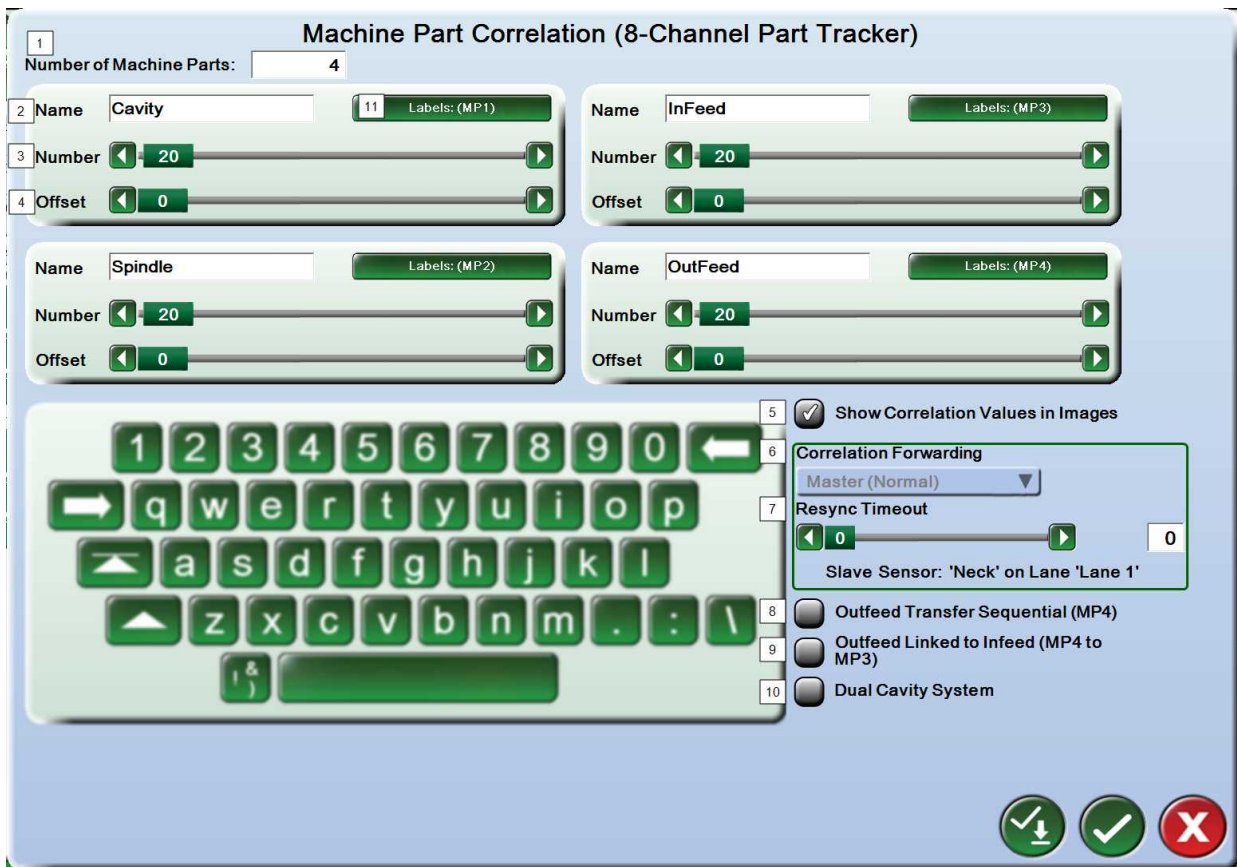 Machine Part Correlation (8-Channel Part Tracker)
1
Number of Machine Parts: 4
2 Name Cavity 11 Labels: (MP1)
3 Number 20
4 Offset 0
Name InFeed Labels: (MP3)
Number 20
Offset 0
Name Spindle Labels: (MP2)
Number 20
Offset 0
Name OutFeed Labels: (MP4)
Number 20
Offset 0
1 2 3 4 5 6 7 8 9 0
q w e r t y u i o p
a s d f g h j k l
z x c v b n m . : \
! & )
5 Show Correlation Values in Images
6 Correlation Forwarding
Master (Normal)
7 Resync Timeout
0 0
Slave Sensor: 'Neck' on Lane 'Lane 1'
8 Outfeed Transfer Sequential (MP4)
9 Outfeed Linked to Infeed (MP4 to
MP3)
10 Dual Cavity System
X